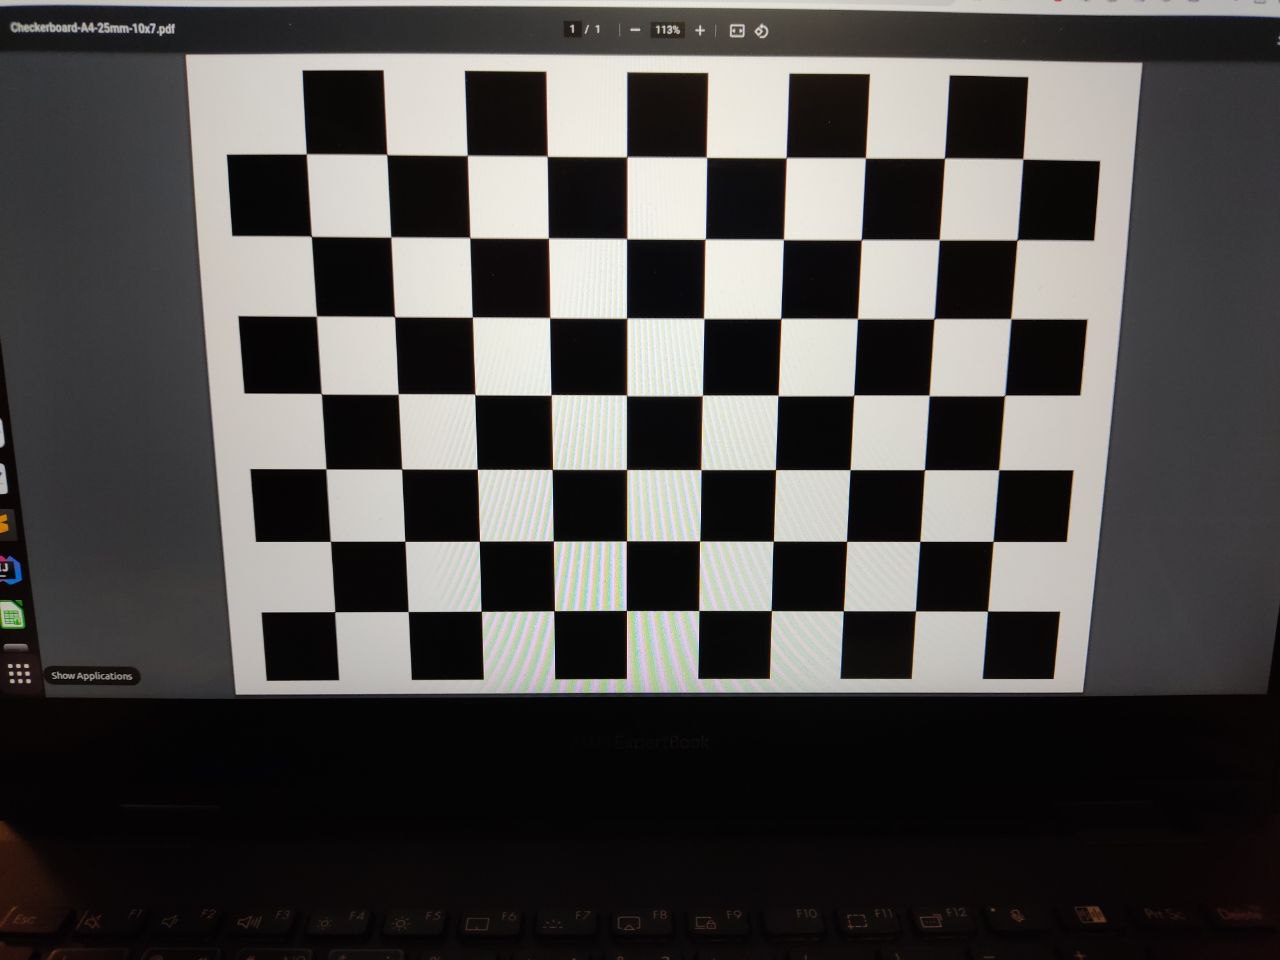 Checkerboard-A4-25mm-10x7.pdf
1 / 1
113%
Show Applications
ExpertBook
Esc F1 F2 F3 F4 F5 F6 F7 F8 F9 F10 F11 F12 Prt Sc Delete